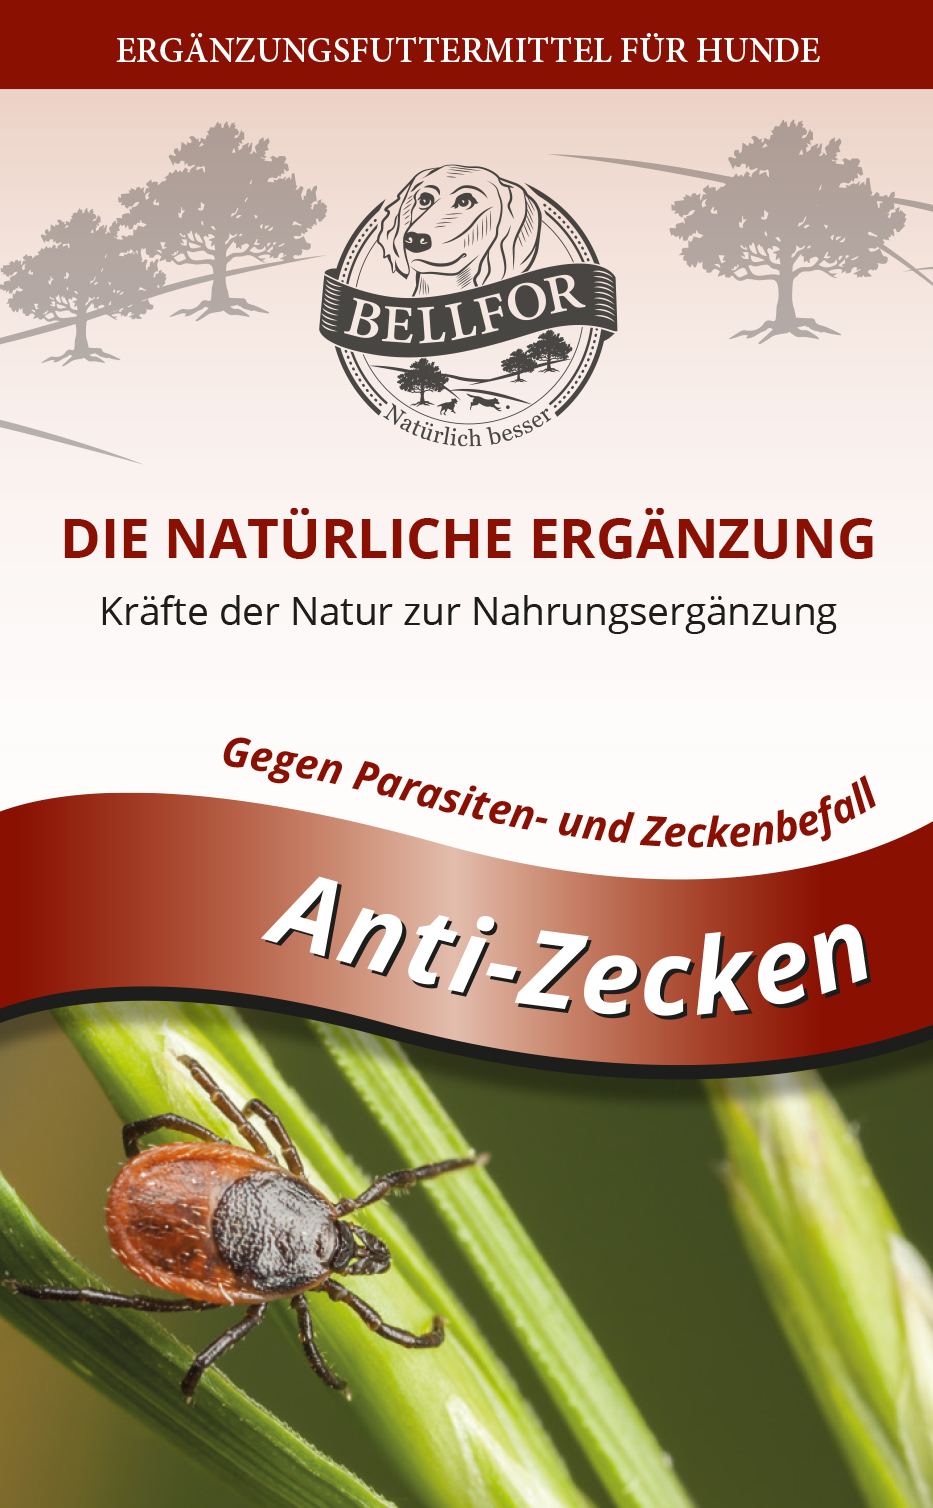 ERGÄNZUNGSFUTTERMITTEL FÜR HUNDE
BELLFOR
Natürlich besser
DIE NATÜRLICHE ERGÄNZUNG
Kräfte der Natur zur Nahrungsergänzung
Gegen Parasiten- und Zeckenbefall
Anti-Zecken